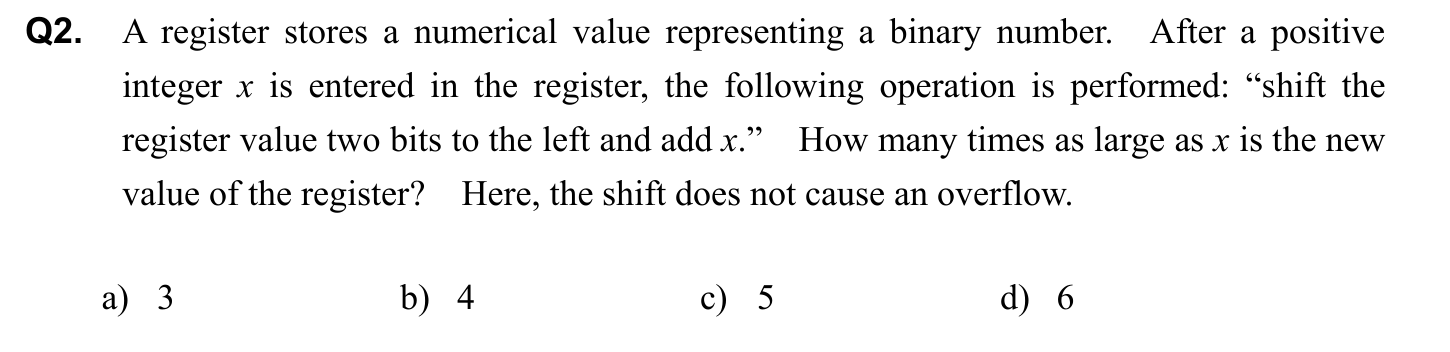 Q2. A register stores a numerical value representing a binary number. After a positive
integer x is entered in the register, the following operation is performed: “shift the
register value two bits to the left and add x.” How many times as large as x is the new
value of the register? Here, the shift does not cause an overflow.
a) 3 b) 4 c) 5 d) 6